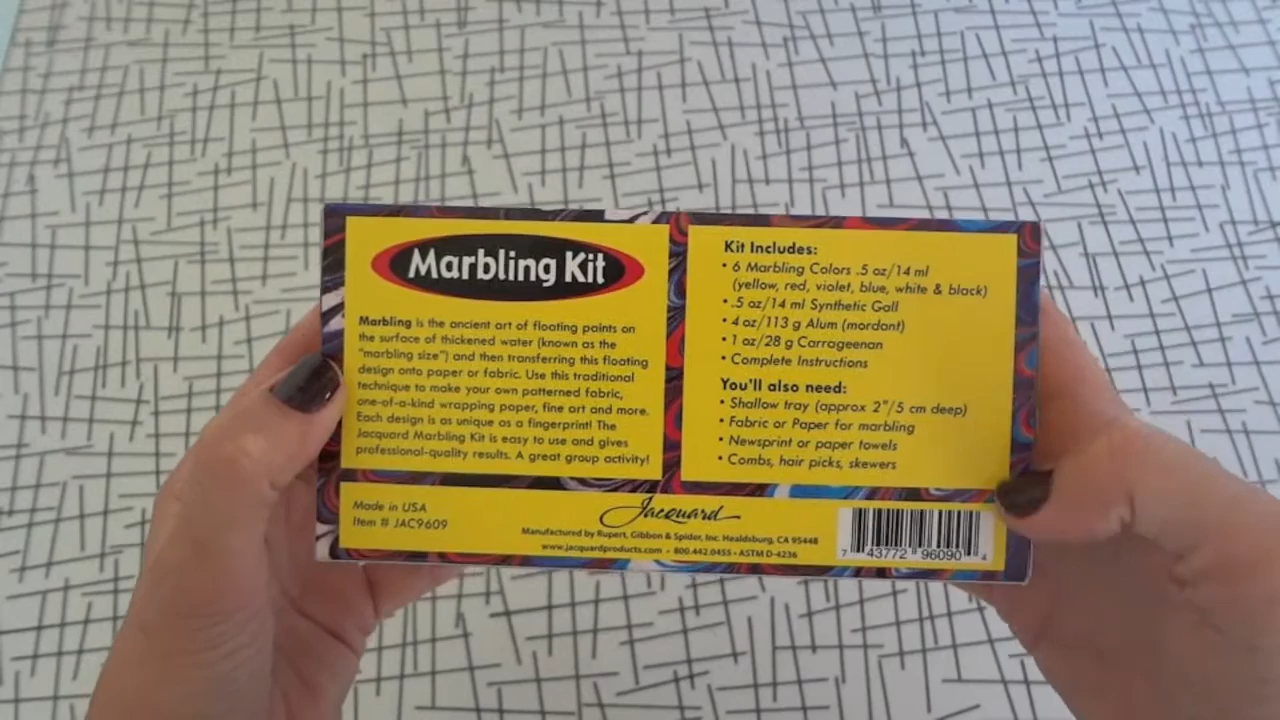 Marbling Kit
Marbling is the ancient art of floating paints on
the surface of thickened water (known as the
"marbling size") and then transferring this floating
design onto paper or fabric. Use this traditional
technique to make your own patterned fabric,
one-of-a-kind wrapping paper, fine art and more.
Each design is as unique as a fingerprint! The
Jacquard Marbling Kit is easy to use and gives
professional-quality results. A great group activity!
Kit Includes:
• 6 Marbling Colors .5 oz/14 ml
(yellow, red, violet, blue, white & black)
• .5 oz/14 ml Synthetic Gall
• 4 oz/113 g Alum (mordant)
• 1 oz/28 g Carrageenan
• Complete Instructions
You'll also need:
• Shallow tray (approx 2"/5 cm deep)
• Fabric or Paper for marbling
• Newsprint or paper towels
• Combs, hair picks, skewers
Made in USA
Item # JAC9609
Jacquard
Manufactured by Rupert, Gibbon & Spider, Inc. Healdsburg, CA 95448
www.jacquardproducts.com • 800.442.0455 • ASTM D-4236
7 43772 96090 4